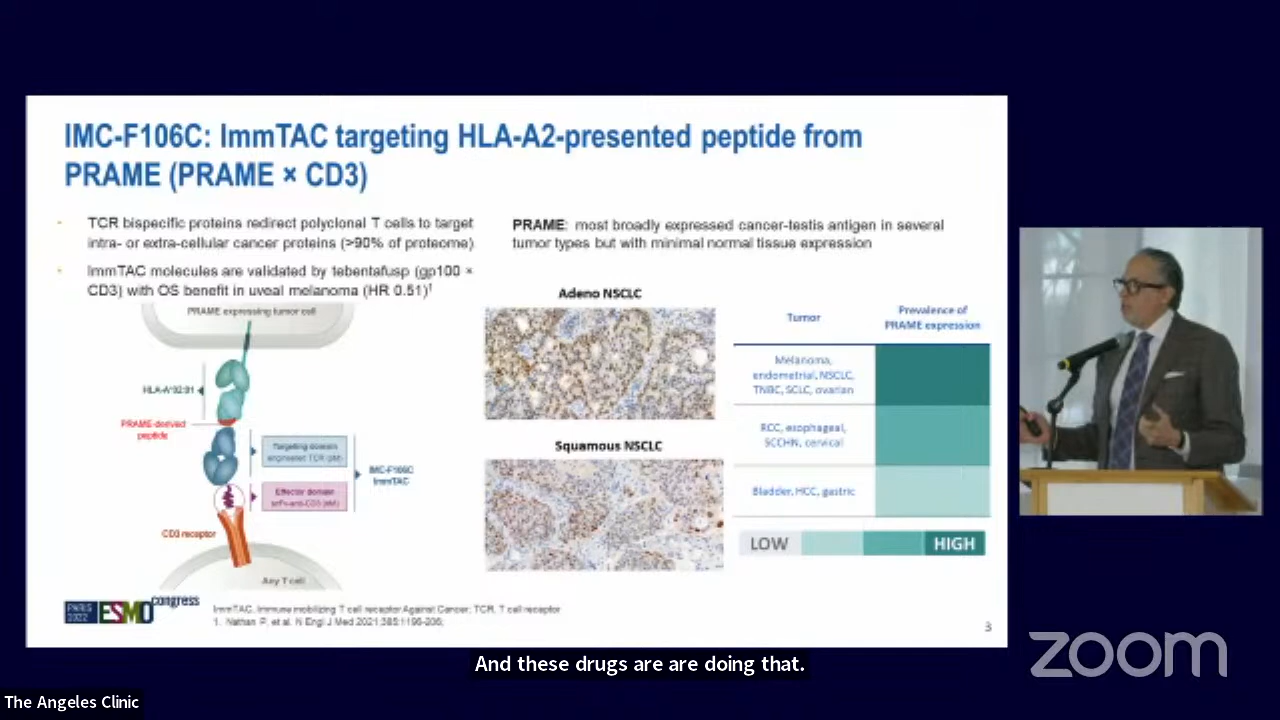 IMC-F106C: ImmTAC targeting HLA-A2-presented peptide from
PRAME (PRAME × CD3)
- TCR bispecific proteins redirect polyclonal T cells to target
intra- or extra-cellular cancer proteins (>90% of proteome)
- ImmTAC molecules are validated by tebentafusp (gp100 ×
CD3) with OS benefit in uveal melanoma (HR 0.51)¹
PRAME expressing tumor cell
HLA-A*02:01
PRAME-derived
peptide
Targeting domain
engineered TCR (pM)
Effector domain
scFv anti-CD3 (nM)
IMC-F106C
ImmTAC
CD3 receptor
Any T cell
PRAME: most broadly expressed cancer-testis antigen in several
tumor types but with minimal normal tissue expression
Adeno NSCLC
Squamous NSCLC
Tumor
Prevalence of
PRAME expression
Melanoma,
endometrial, NSCLC,
TNBC, SCLC, ovarian
RCC, esophageal,
SCCHN, cervical
Bladder, HCC, gastric
LOW
HIGH
PARIS
2022
ESMO congress
ImmTAC, Immune mobilizing T cell receptor Against Cancer; TCR, T cell receptor
1. Nathan P, et al. N Engl J Med 2021;385:1196-206;
3
And these drugs are are doing that.
zoom
The Angeles Clinic